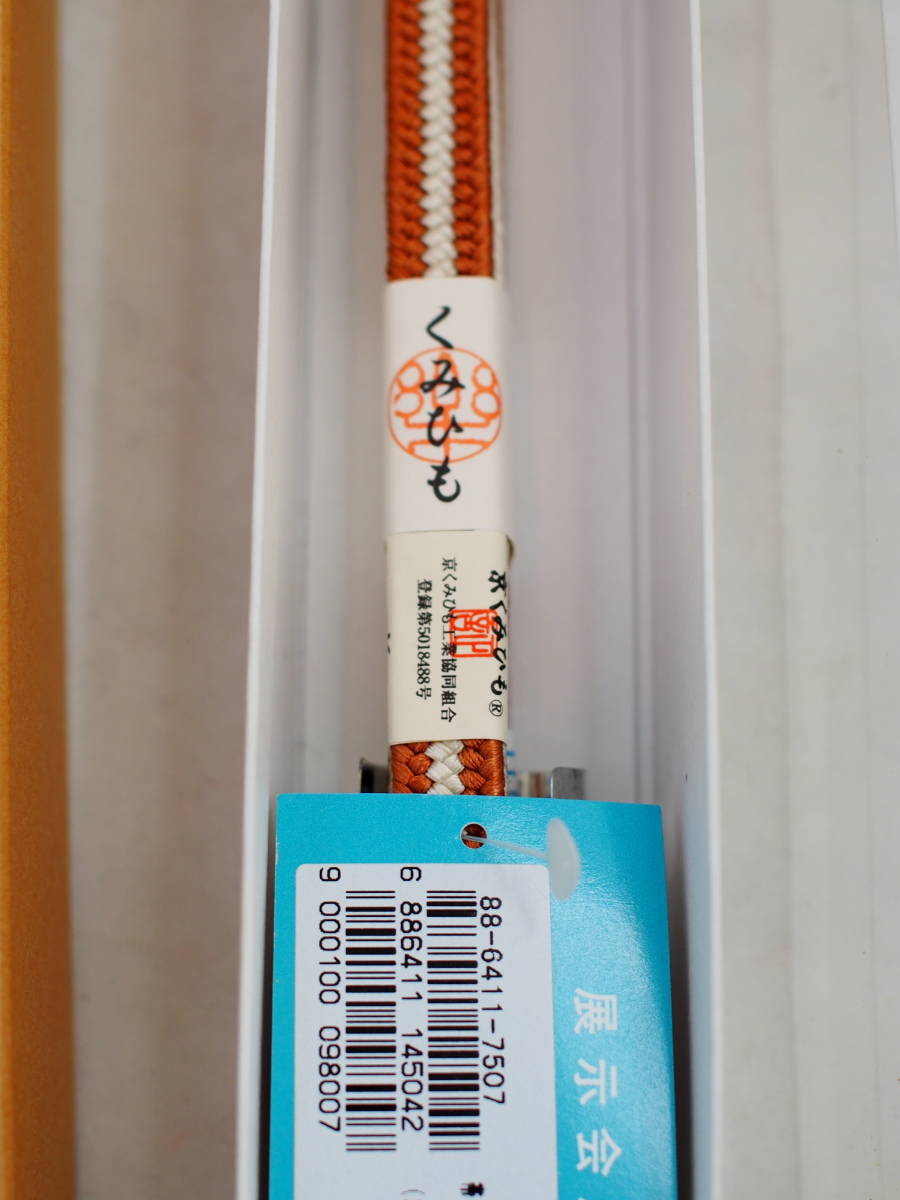 くみひも
京くみひも®
京くみひも工業協同組合
登録第5018488号
展示会
88-6411-7507
6 886411 145042
9 000100 098007